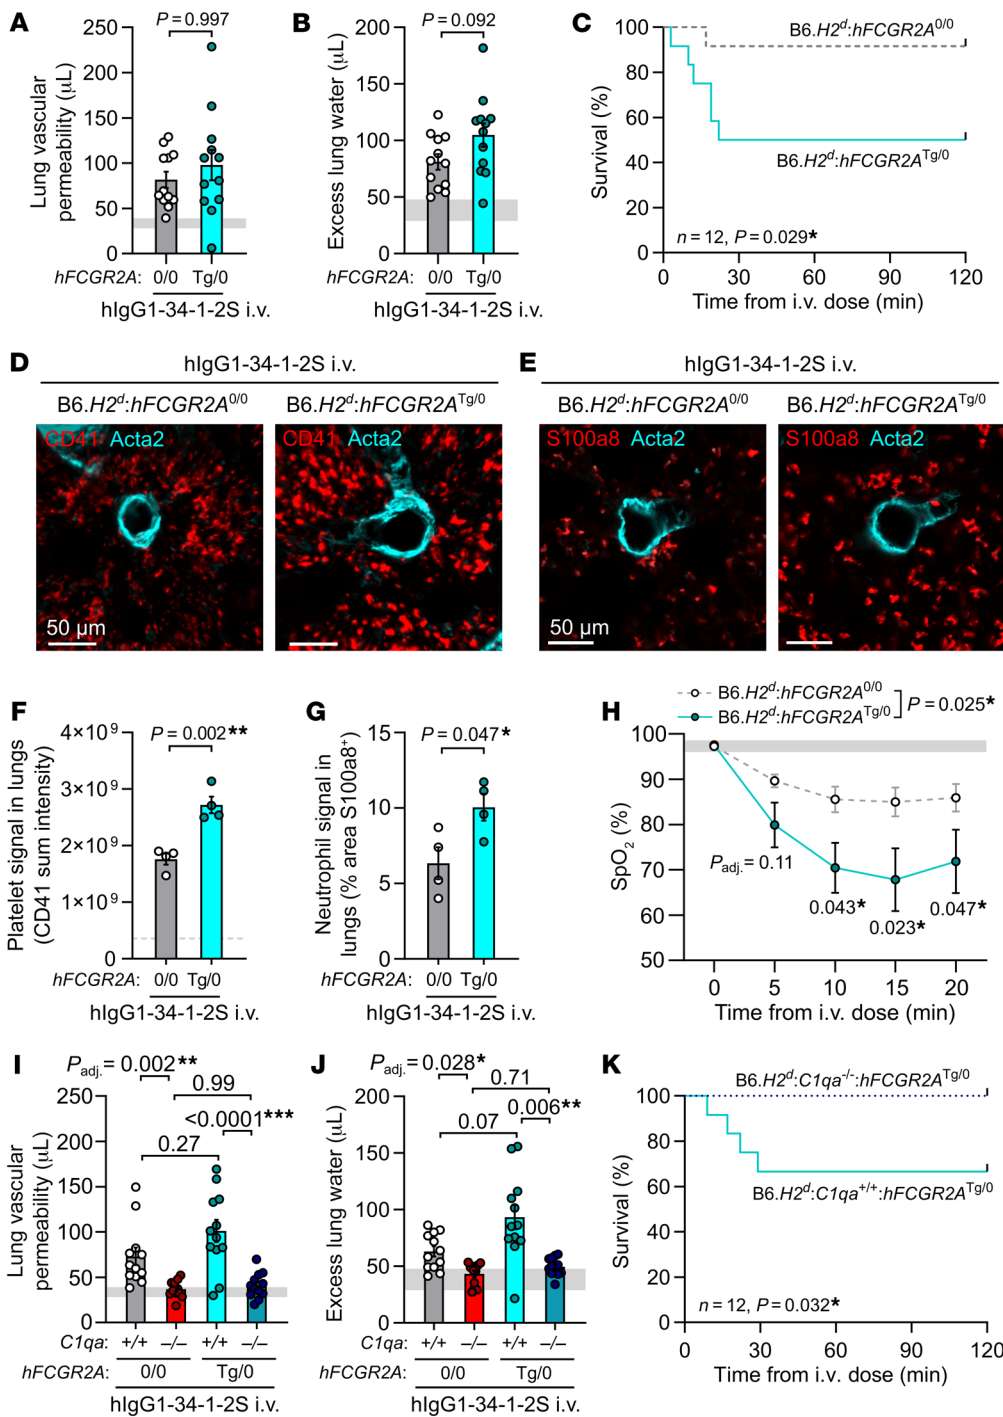 A
P = 0.997
Lung vascular
permeability (μL)
250
200
150
100
50
0
hFCGR2A: 0/0 Tg/0
hIgG1-34-1-2S i.v.
B
P = 0.092
Excess lung water (μL)
200
150
100
50
0
hFCGR2A: 0/0 Tg/0
hIgG1-34-1-2S i.v.
C
B6.H2ᵈ:hFCGR2A⁰/⁰
B6.H2ᵈ:hFCGR2Aᵀᵍ/⁰
Survival (%)
100
80
60
40
20
0
n = 12, P = 0.029*
0 30 60 90 120
Time from i.v. dose (min)
D
hIgG1-34-1-2S i.v.
B6.H2ᵈ:hFCGR2A⁰/⁰ B6.H2ᵈ:hFCGR2Aᵀᵍ/⁰
CD41 Acta2 CD41 Acta2
50 μm
E
hIgG1-34-1-2S i.v.
B6.H2ᵈ:hFCGR2A⁰/⁰ B6.H2ᵈ:hFCGR2Aᵀᵍ/⁰
S100a8 Acta2 S100a8 Acta2
50 μm
F
P = 0.002**
Platelet signal in lungs
(CD41 sum intensity)
4×10⁹
3×10⁹
2×10⁹
1×10⁹
0
hFCGR2A: 0/0 Tg/0
hIgG1-34-1-2S i.v.
G
P = 0.047*
Neutrophil signal in
lungs (% area S100a8⁺)
15
10
5
0
hFCGR2A: 0/0 Tg/0
hIgG1-34-1-2S i.v.
H
B6.H2ᵈ:hFCGR2A⁰/⁰
B6.H2ᵈ:hFCGR2Aᵀᵍ/⁰
P = 0.025*
SpO₂ (%)
100
90
80
70
60
50
Padj. = 0.11
0.043*
0.023*
0.047*
0 5 10 15 20
Time from i.v. dose (min)
I
Padj. = 0.002**
0.99
<0.0001***
0.27
Lung vascular
permeability (μL)
250
200
150
100
50
0
C1qa: +/+ –/– +/+ –/–
hFCGR2A: 0/0 Tg/0
hIgG1-34-1-2S i.v.
J
Padj. = 0.028*
0.71
0.006**
0.07
Excess lung water (μL)
200
150
100
50
0
C1qa: +/+ –/– +/+ –/–
hFCGR2A: 0/0 Tg/0
hIgG1-34-1-2S i.v.
K
B6.H2ᵈ:C1qa⁻/⁻:hFCGR2Aᵀᵍ/⁰
B6.H2ᵈ:C1qa⁺/⁺:hFCGR2Aᵀᵍ/⁰
Survival (%)
100
80
60
40
20
0
n = 12, P = 0.032*
0 30 60 90 120
Time from i.v. dose (min)